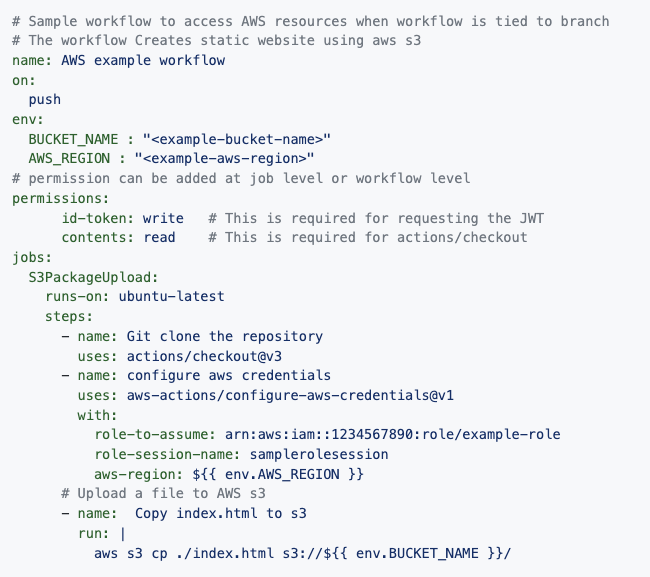 # Sample workflow to access AWS resources when workflow is tied to branch
# The workflow Creates static website using aws s3
name: AWS example workflow
on:
  push
env:
  BUCKET_NAME : "<example-bucket-name>"
  AWS_REGION : "<example-aws-region>"
# permission can be added at job level or workflow level
permissions:
      id-token: write   # This is required for requesting the JWT
      contents: read    # This is required for actions/checkout
jobs:
  S3PackageUpload:
    runs-on: ubuntu-latest
    steps:
      - name: Git clone the repository
        uses: actions/checkout@v3
      - name: configure aws credentials
        uses: aws-actions/configure-aws-credentials@v1
        with:
          role-to-assume: arn:aws:iam::1234567890:role/example-role
          role-session-name: samplerolesession
          aws-region: ${{ env.AWS_REGION }}
      # Upload a file to AWS s3
      - name:  Copy index.html to s3
        run: |
          aws s3 cp ./index.html s3://${{ env.BUCKET_NAME }}/